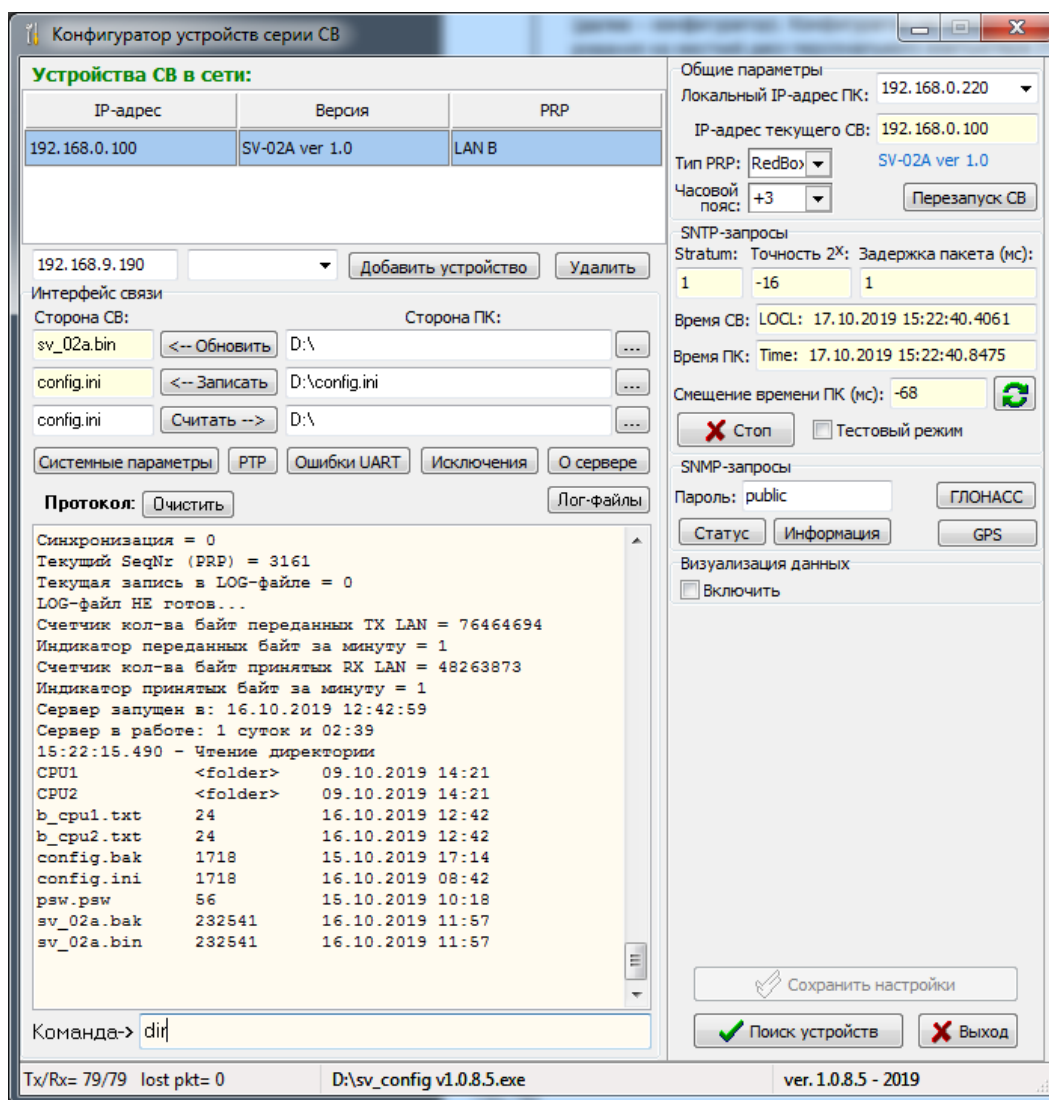 Конфигуратор устройств серии СВ
Устройства СВ в сети:
IP-адрес Версия PRP
192.168.0.100 SV-02A ver 1.0 LAN B
192.168.9.190 Добавить устройство Удалить
Интерфейс связи
Сторона СВ: Сторона ПК:
sv_02a.bin <-- Обновить D:\ ...
config.ini <-- Записать D:\config.ini ...
config.ini Считать --> D:\ ...
Системные параметры PTP Ошибки UART Исключения О сервере
Протокол: Очистить Лог-файлы
Синхронизация = 0
Текущий SeqNr (PRP) = 3161
Текущая запись в LOG-файле = 0
LOG-файл НЕ готов...
Счетчик кол-ва байт переданных TX LAN = 76464694
Индикатор переданных байт за минуту = 1
Счетчик кол-ва байт принятых RX LAN = 48263873
Индикатор принятых байт за минуту = 1
Сервер запущен в: 16.10.2019 12:42:59
Сервер в работе: 1 суток и 02:39
15:22:15.490 - Чтение директории
CPU1 <folder> 09.10.2019 14:21
CPU2 <folder> 09.10.2019 14:21
b_cpu1.txt 24 16.10.2019 12:42
b_cpu2.txt 24 16.10.2019 12:42
config.bak 1718 15.10.2019 17:14
config.ini 1718 16.10.2019 08:42
psw.psw 56 15.10.2019 10:18
sv_02a.bak 232541 16.10.2019 11:57
sv_02a.bin 232541 16.10.2019 11:57
Команда-> dir
Общие параметры
Локальный IP-адрес ПК: 192.168.0.220
IP-адрес текущего СВ: 192.168.0.100
Тип PRP: RedBox SV-02A ver 1.0
Часовой
пояс: +3 Перезапуск СВ
SNTP-запросы
Stratum: Точность 2^x: Задержка пакета (мс):
1 -16 1
Время СВ: LOCL: 17.10.2019 15:22:40.4061
Время ПК: Time: 17.10.2019 15:22:40.8475
Смещение времени ПК (мс): -68
Стоп Тестовый режим
SNMP-запросы
Пароль: public ГЛОНАСС
Статус Информация GPS
Визуализация данных
Включить
Сохранить настройки
Поиск устройств Выход
Tx/Rx= 79/79 lost pkt= 0 D:\sv_config v1.0.8.5.exe ver. 1.0.8.5 - 2019